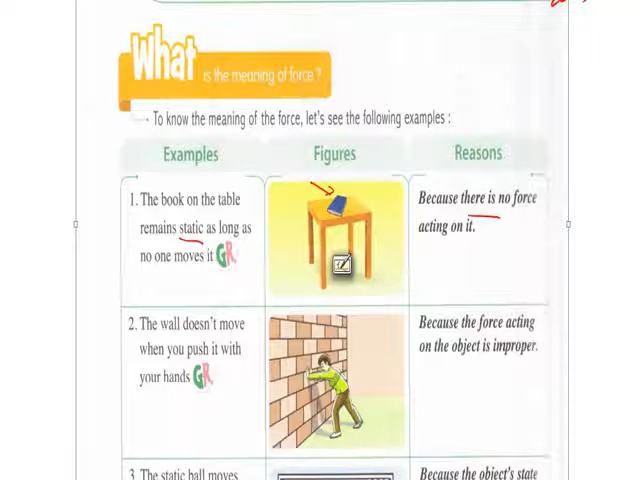 What
is the meaning of force ?
To know the meaning of the force, let's see the following examples :
Examples
Figures
Reasons
1. The book on the table
remains static as long as
no one moves it GR
Because there is no force
acting on it.
2. The wall doesn't move
when you push it with
your hands GR
Because the force acting
on the object is improper.
3. The static ball moves
Because the object's state